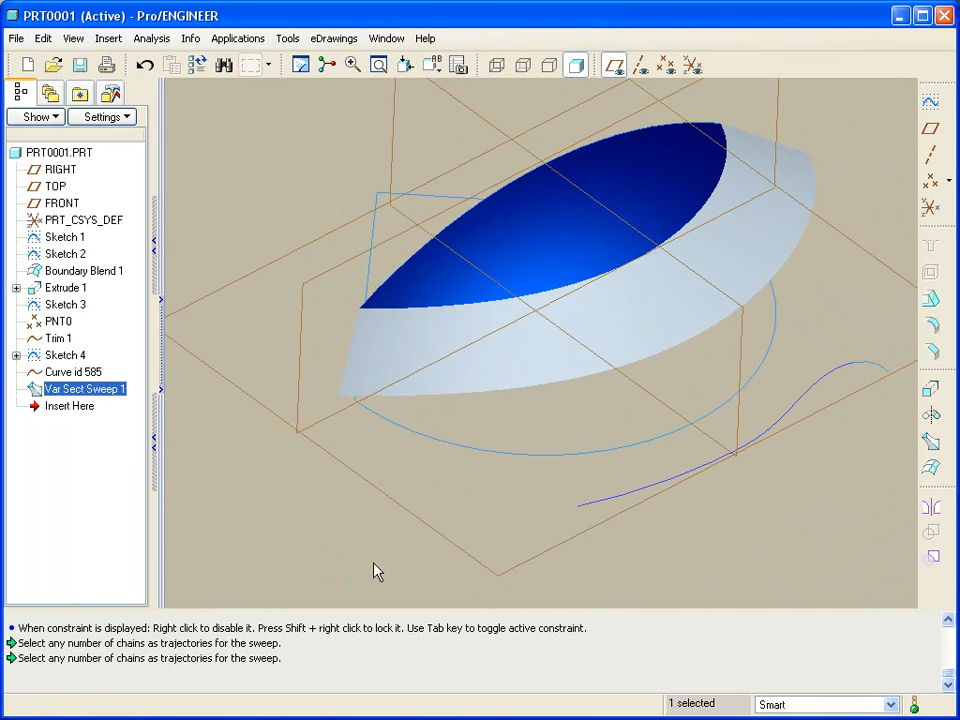 PRT0001 (Active) - Pro/ENGINEER
File Edit View Insert Analysis Info Applications Tools eDrawings Window Help
Show Settings
PRT0001.PRT
RIGHT
TOP
FRONT
PRT_CSYS_DEF
Sketch 1
Sketch 2
Boundary Blend 1
Extrude 1
Sketch 3
PNT0
Trim 1
Sketch 4
Curve id 585
Var Sect Sweep 1
Insert Here
When constraint is displayed: Right click to disable it. Press Shift + right click to lock it. Use Tab key to toggle active constraint.
Select any number of chains as trajectories for the sweep.
Select any number of chains as trajectories for the sweep.
1 selected Smart